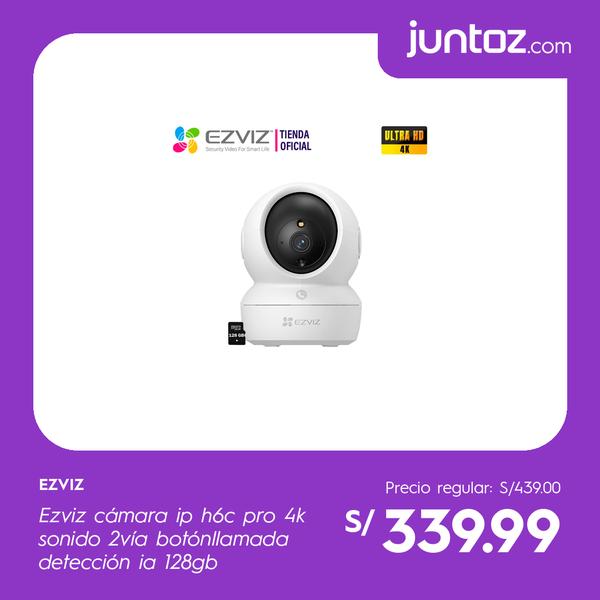 juntoz.com
EZVIZ TIENDA
Security Video For Smart Life OFICIAL
ULTRA HD
4K
EZVIZ
128 GB
EZVIZ
Precio regular: S/439.00
Ezviz cámara ip h6c pro 4k
sonido 2vía botónllamada
detección ia 128gb
S/ 339.99